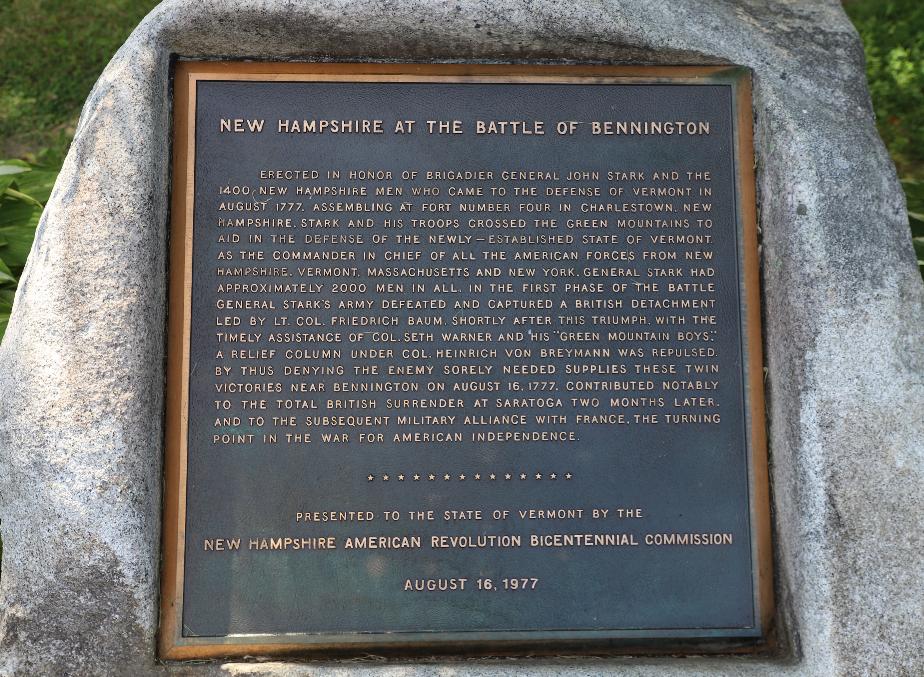 NEW HAMPSHIRE AT THE BATTLE OF BENNINGTON
ERECTED IN HONOR OF BRIGADIER GENERAL JOHN STARK AND THE
1400 NEW HAMPSHIRE MEN WHO CAME TO THE DEFENSE OF VERMONT IN
AUGUST 1777. ASSEMBLING AT FORT NUMBER FOUR IN CHARLESTOWN, NEW
HAMPSHIRE, STARK AND HIS TROOPS CROSSED THE GREEN MOUNTAINS TO
AID IN THE DEFENSE OF THE NEWLY-ESTABLISHED STATE OF VERMONT.
AS THE COMMANDER IN CHIEF OF ALL THE AMERICAN FORCES FROM NEW
HAMPSHIRE, VERMONT, MASSACHUSETTS AND NEW YORK, GENERAL STARK HAD
APPROXIMATELY 2000 MEN IN ALL. IN THE FIRST PHASE OF THE BATTLE
GENERAL STARK'S ARMY DEFEATED AND CAPTURED A BRITISH DETACHMENT
LED BY LT. COL. FRIEDRICH BAUM. SHORTLY AFTER THIS TRIUMPH, WITH THE
TIMELY ASSISTANCE OF COL. SETH WARNER AND HIS "GREEN MOUNTAIN BOYS",
A RELIEF COLUMN UNDER COL. HEINRICH VON BREYMANN WAS REPULSED.
BY THUS DENYING THE ENEMY SORELY NEEDED SUPPLIES THESE TWIN
VICTORIES NEAR BENNINGTON ON AUGUST 16, 1777, CONTRIBUTED NOTABLY
TO THE TOTAL BRITISH SURRENDER AT SARATOGA TWO MONTHS LATER,
AND TO THE SUBSEQUENT MILITARY ALLIANCE WITH FRANCE, THE TURNING
POINT IN THE WAR FOR AMERICAN INDEPENDENCE.
* * * * * * * * * * * * * *
PRESENTED TO THE STATE OF VERMONT BY THE
NEW HAMPSHIRE AMERICAN REVOLUTION BICENTENNIAL COMMISSION
AUGUST 16, 1977